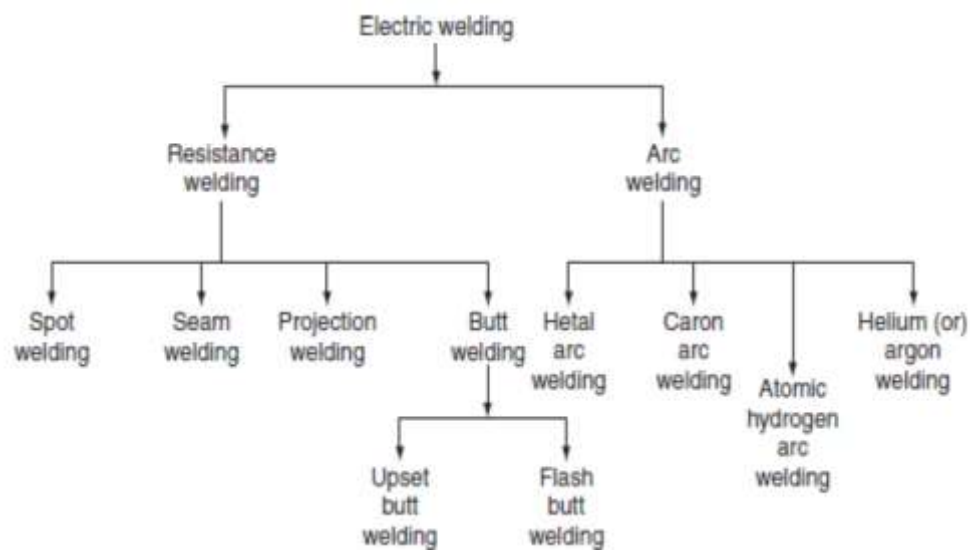 Electric welding
Resistance
welding
Arc
welding
Spot
welding
Seam
welding
Projection
welding
Butt
welding
Hetal
arc
welding
Caron
arc
welding
Atomic
hydrogen
arc
welding
Helium (or)
argon
welding
Upset
butt
welding
Flash
butt
welding